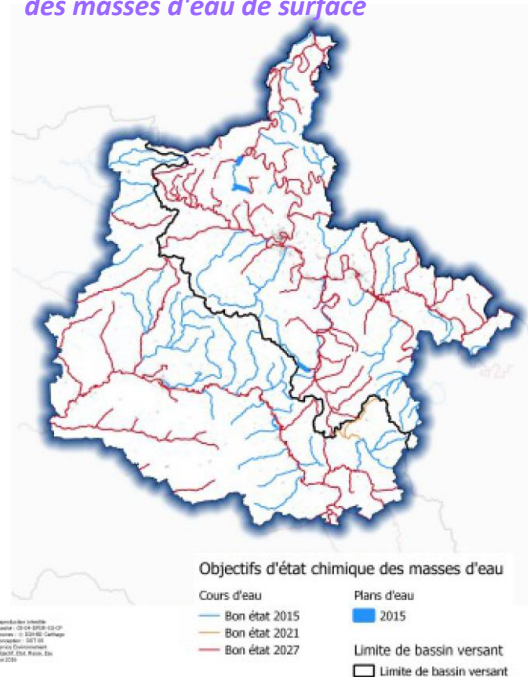 des masses d'eau de surface
Objectifs d'état chimique des masses d'eau
Cours d'eau
Bon état 2015
Bon état 2021
Bon état 2027
Plans d'eau
2015
Limite de bassin versant
Limite de bassin versant